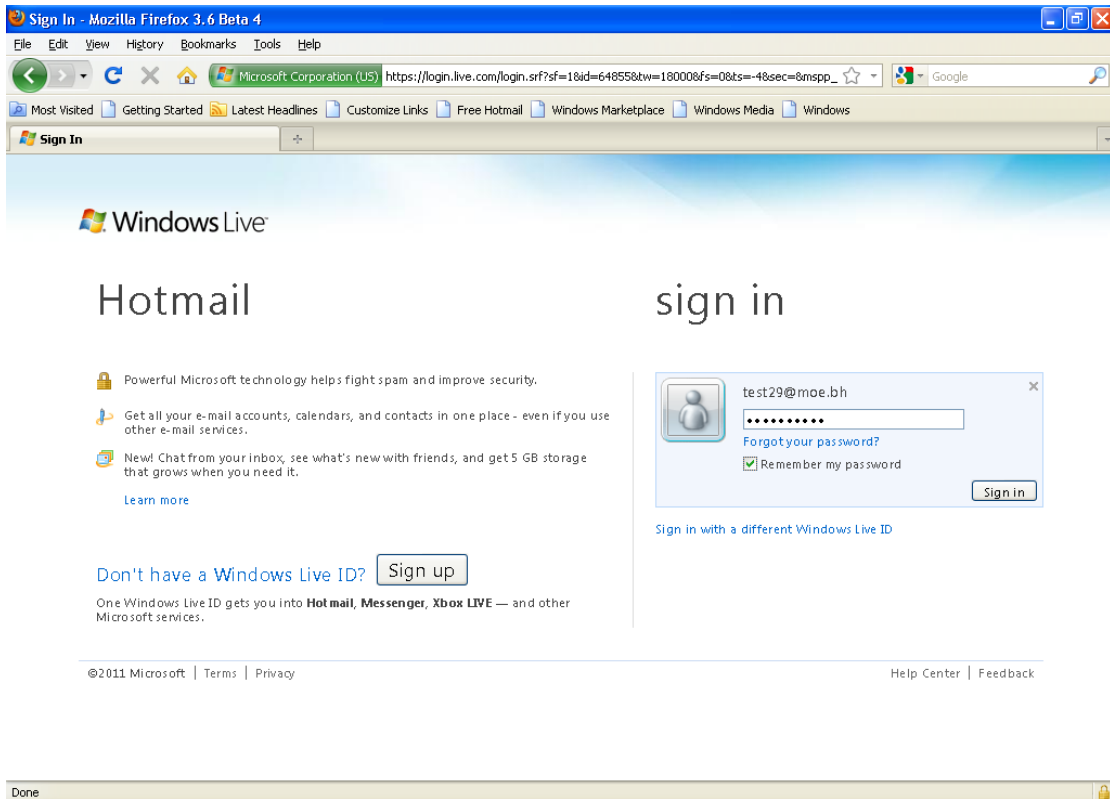 Sign In - Mozilla Firefox 3.6 Beta 4
File Edit View History Bookmarks Tools Help
Microsoft Corporation (US) https://login.live.com/login.srf?sf=1&id=64855&tw=18000&fs=0&ts=-4&sec=&mspp_ Google
Most Visited Getting Started Latest Headlines Customize Links Free Hotmail Windows Marketplace Windows Media Windows
Sign In
Windows Live
Hotmail
Powerful Microsoft technology helps fight spam and improve security.
Get all your e-mail accounts, calendars, and contacts in one place - even if you use
other e-mail services.
New! Chat from your inbox, see what's new with friends, and get 5 GB storage
that grows when you need it.
Learn more
Don't have a Windows Live ID? Sign up
One Windows Live ID gets you into Hotmail, Messenger, Xbox LIVE — and other
Microsoft services.
sign in
test29@moe.bh
••••••••••
Forgot your password?
Remember my password
Sign in
Sign in with a different Windows Live ID
©2011 Microsoft | Terms | Privacy
Help Center | Feedback
Done